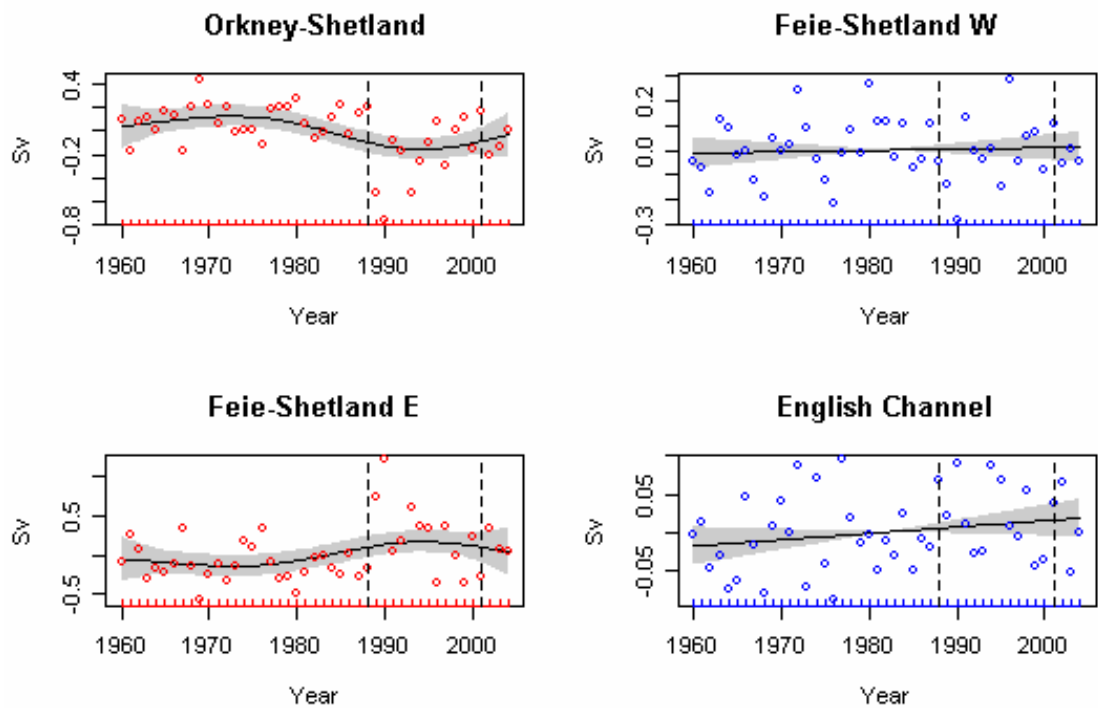 Orkney-Shetland
Sv
0.4
-0.2
-0.8
1960 1970 1980 1990 2000
Year
Feie-Shetland W
Sv
0.2
0.0
-0.3
1960 1970 1980 1990 2000
Year
Feie-Shetland E
Sv
0.5
-0.5
1960 1970 1980 1990 2000
Year
English Channel
Sv
0.05
-0.05
1960 1970 1980 1990 2000
Year